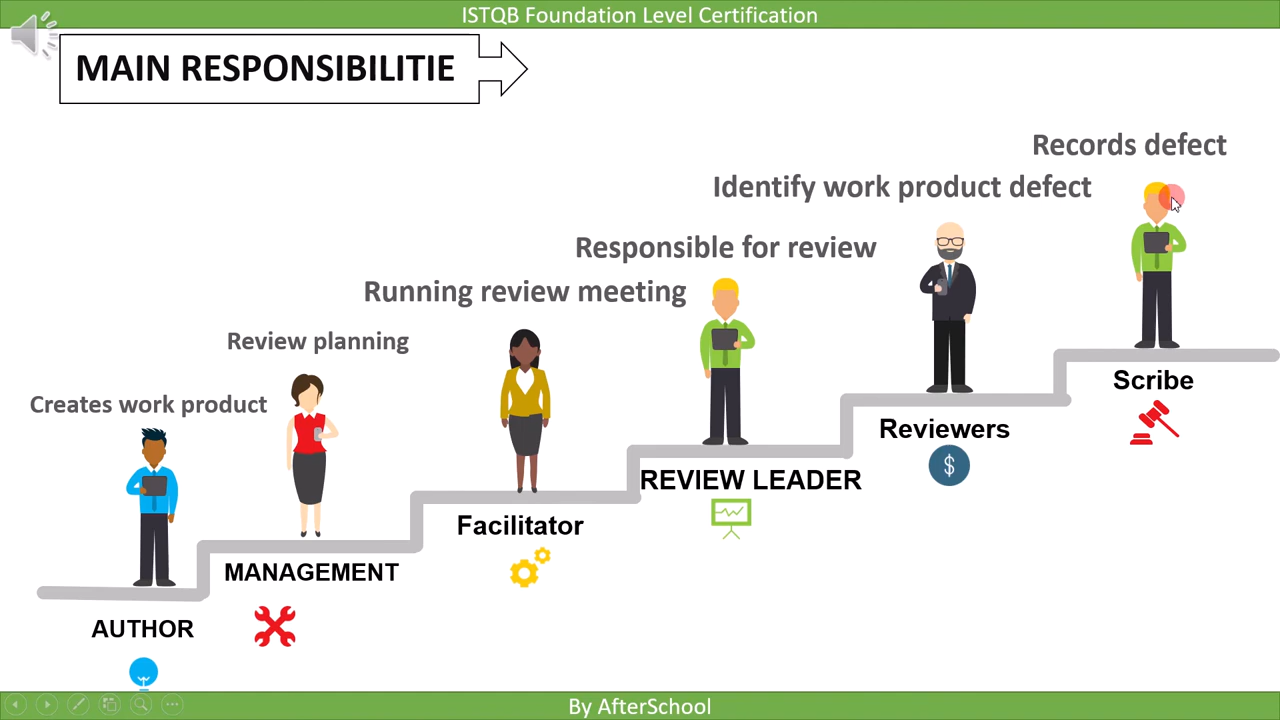 ISTQB Foundation Level Certification
MAIN RESPONSIBILITIE
Records defect
Identify work product defect
Responsible for review
Running review meeting
Review planning
Creates work product
Scribe
Reviewers
$
REVIEW LEADER
Facilitator
MANAGEMENT
AUTHOR
By AfterSchool